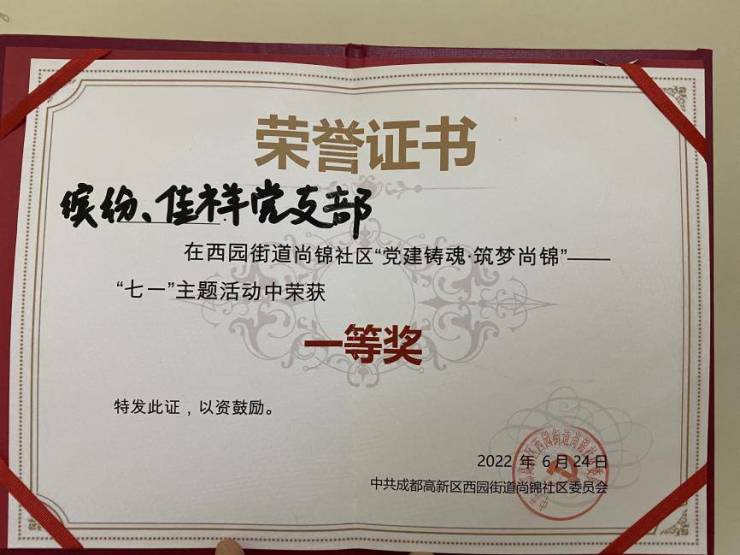 荣誉证书
缤纷、佳祥党支部
在西园街道尚锦社区“党建铸魂·筑梦尚锦”——
“七一”主题活动中荣获
一等奖
特发此证，以资鼓励。
2022 年 6月24日
中共成都高新区西园街道尚锦社区委员会